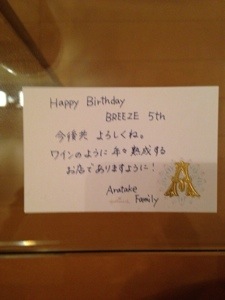 Happy Birthday
BREEZE 5th
今後共 よろしくね。
ワインのように 年々 熟成する
お店でありますように!
Aratake
Family
A